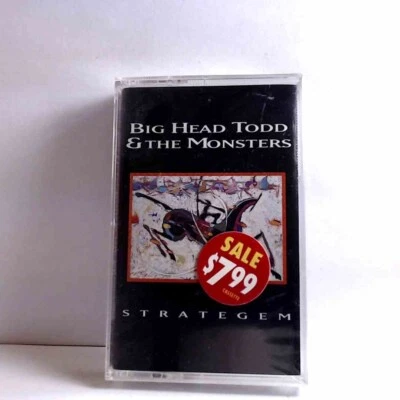 BIG HEAD TODD
& THE MONSTERS
SALE
$7.99
STRATEGEM